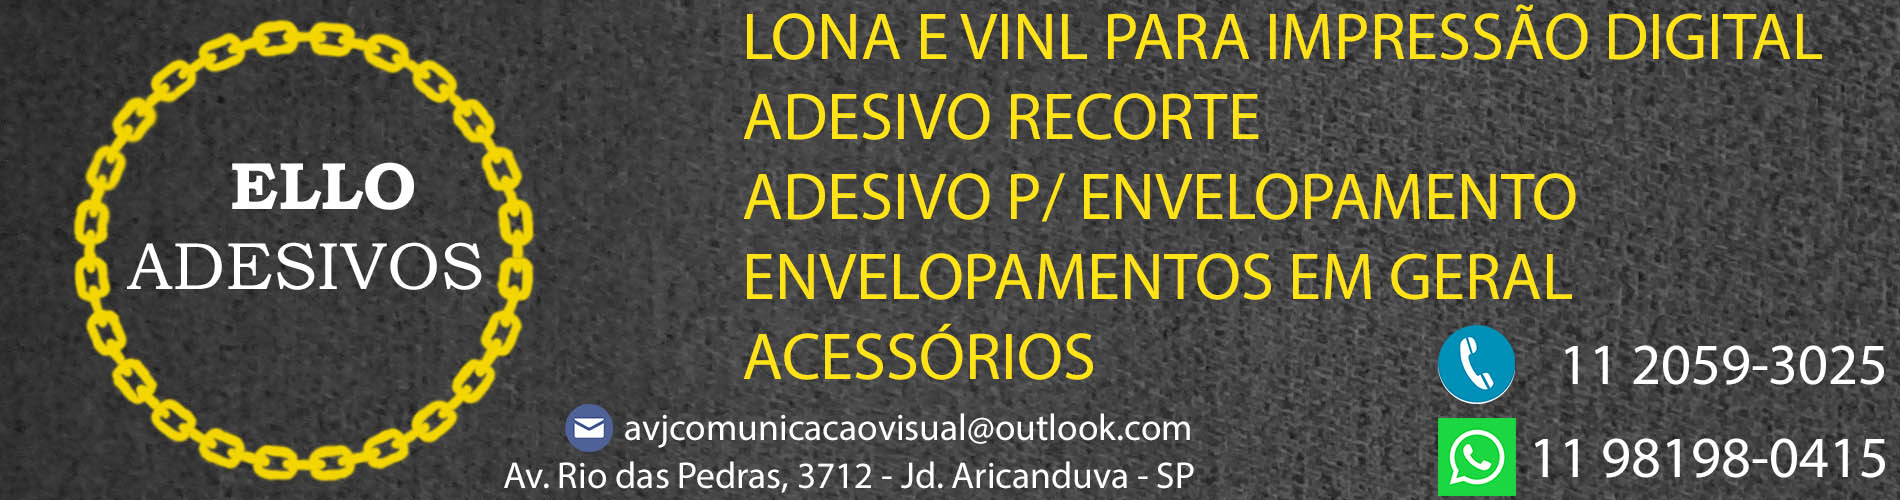 ELLO
ADESIVOS
LONA E VINL PARA IMPRESSÃO DIGITAL
ADESIVO RECORTE
ADESIVO P/ ENVELOPAMENTO
ENVELOPAMENTOS EM GERAL
ACESSÓRIOS
11 2059-3025
avjcomunicacaovisual@outlook.com
11 98198-0415
Av. Rio das Pedras, 3712 - Jd. Aricanduva - SP